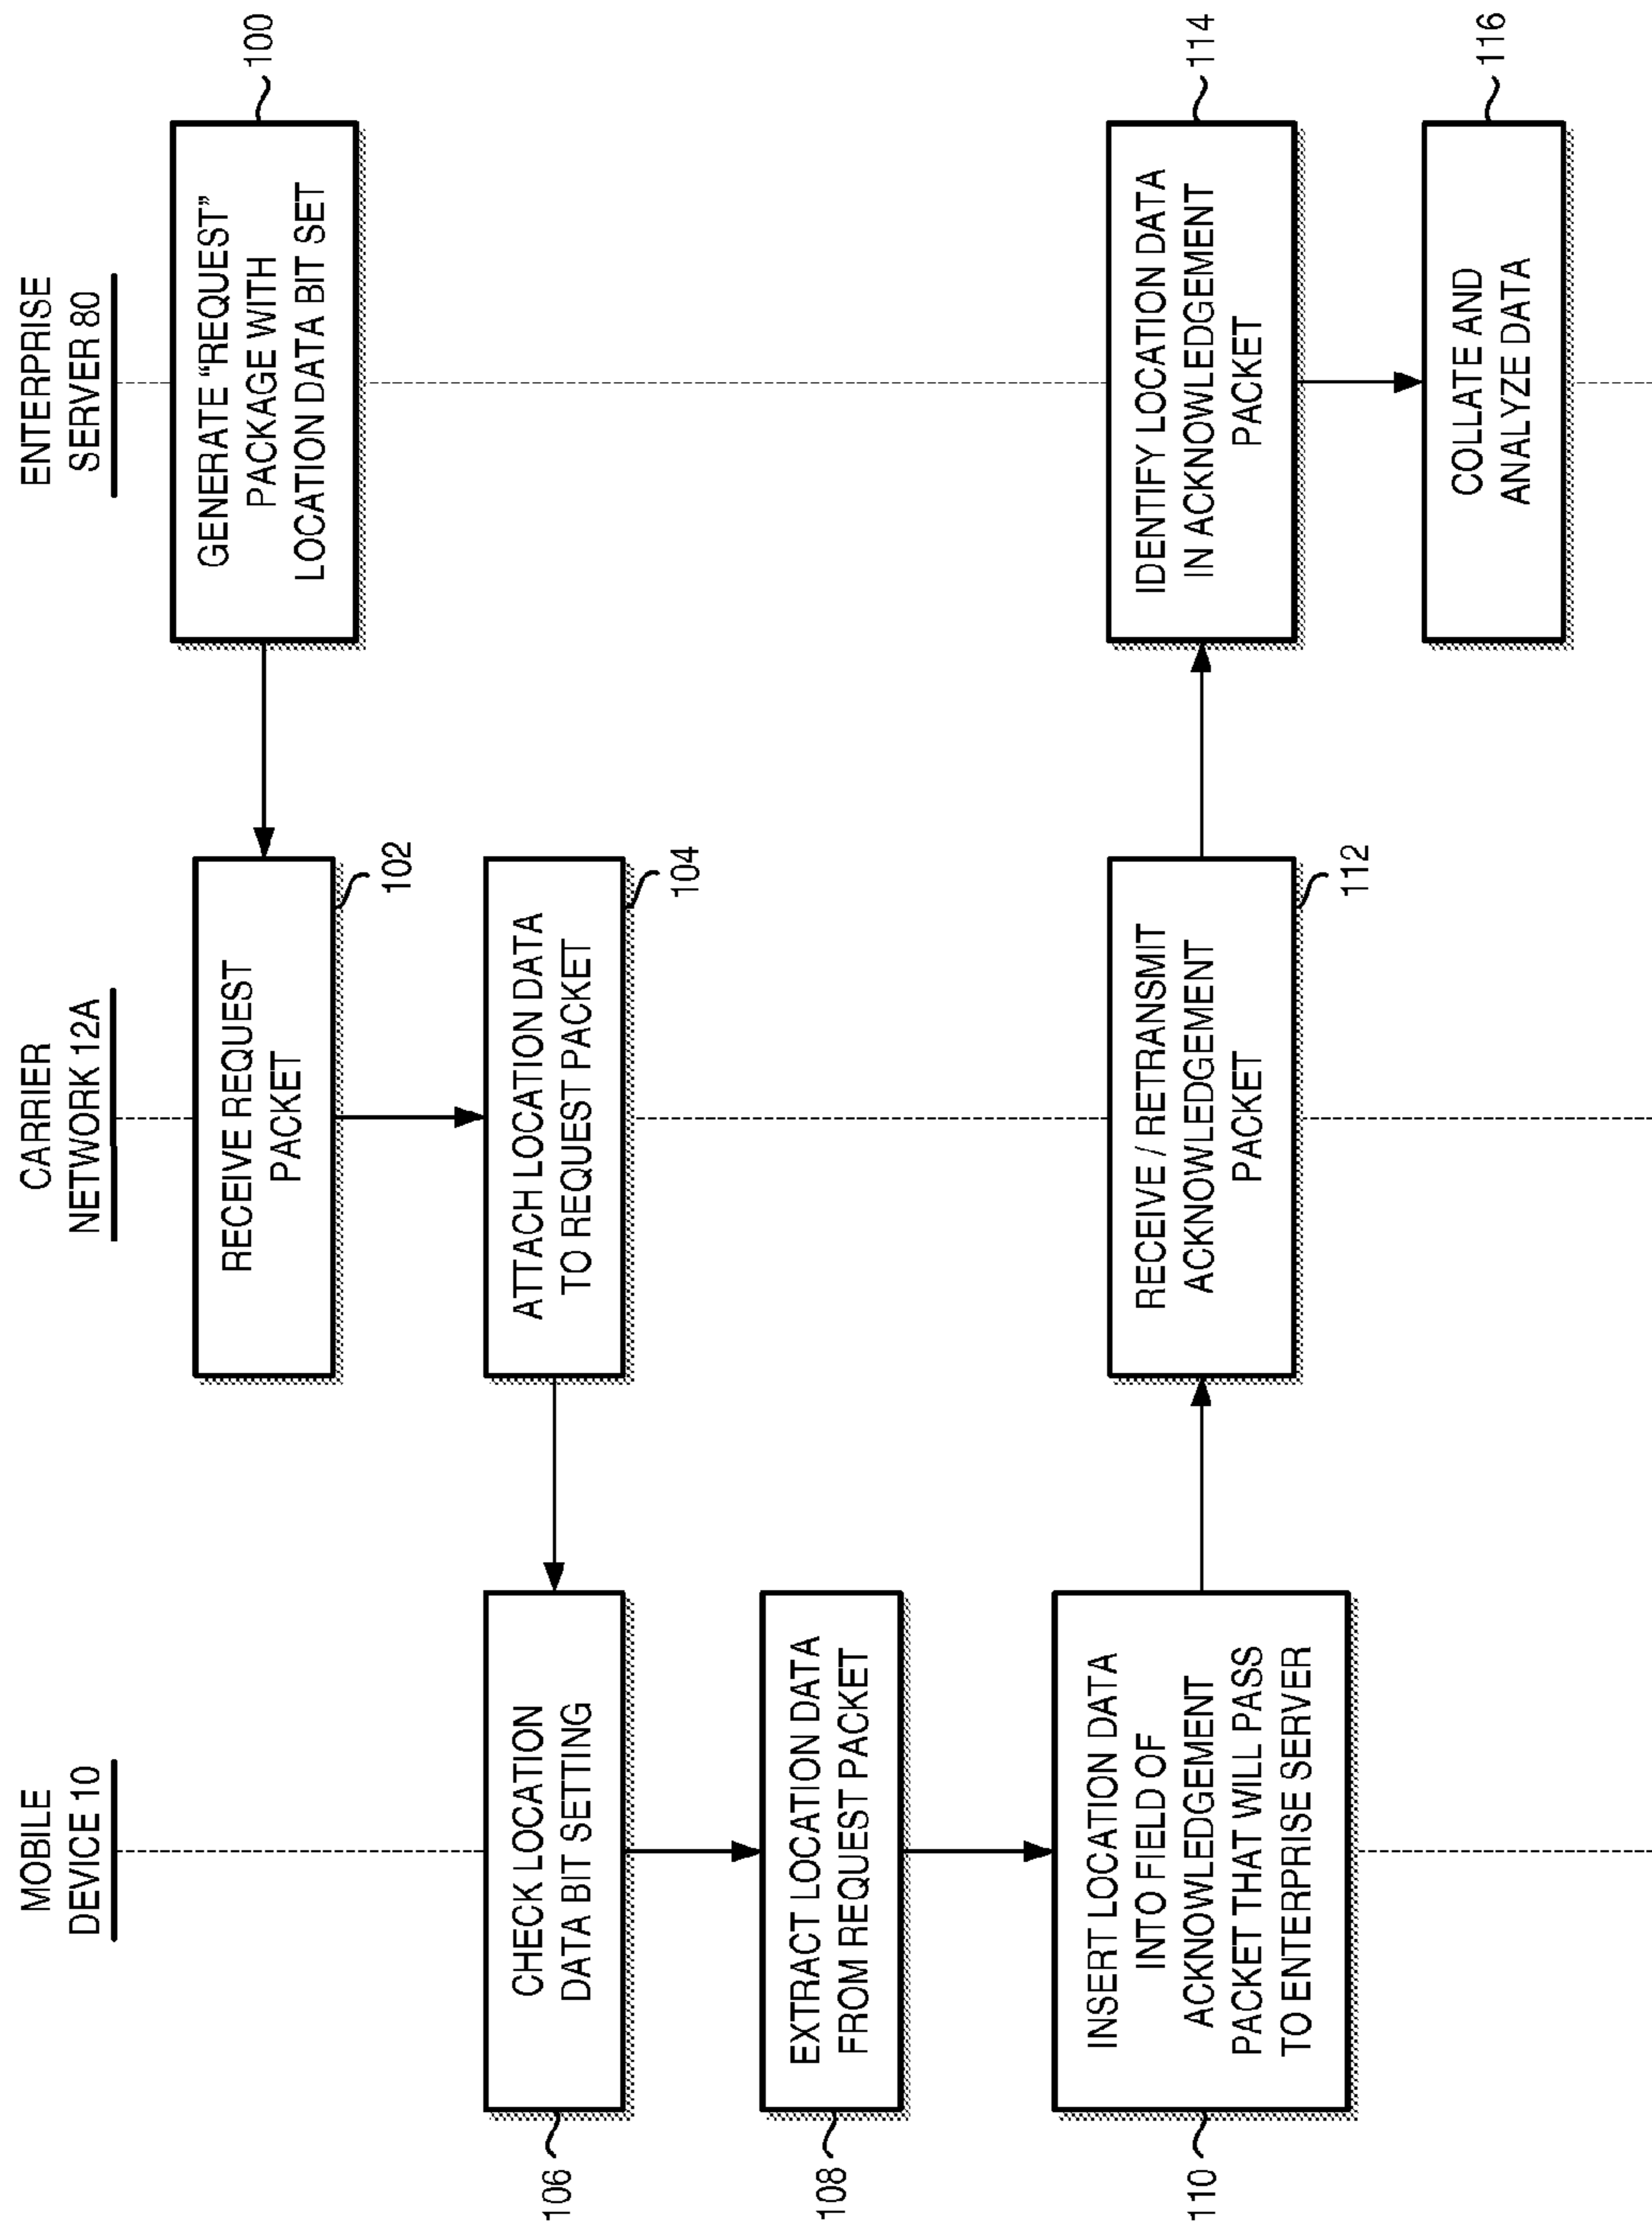 MOBILE
DEVICE 10
CARRIER
NETWORK 12A
ENTERPRISE
SERVER 80
GENERATE “REQUEST”
PACKAGE WITH
LOCATION DATA BIT SET
100
RECEIVE REQUEST
PACKET
102
ATTACH LOCATION DATA
TO REQUEST PACKET
104
CHECK LOCATION
DATA BIT SETTING
106
EXTRACT LOCATION DATA
FROM REQUEST PACKET
108
INSERT LOCATION DATA
INTO FIELD OF
ACKNOWLEDGMENT
PACKET THAT WILL PASS
TO ENTERPRISE SERVER
110
RECEIVE / RETRANSMIT
ACKNOWLEDGEMENT
PACKET
112
IDENTIFY LOCATION DATA
IN ACKNOWLEDGEMENT
PACKET
114
COLLATE AND
ANALYZE DATA
116